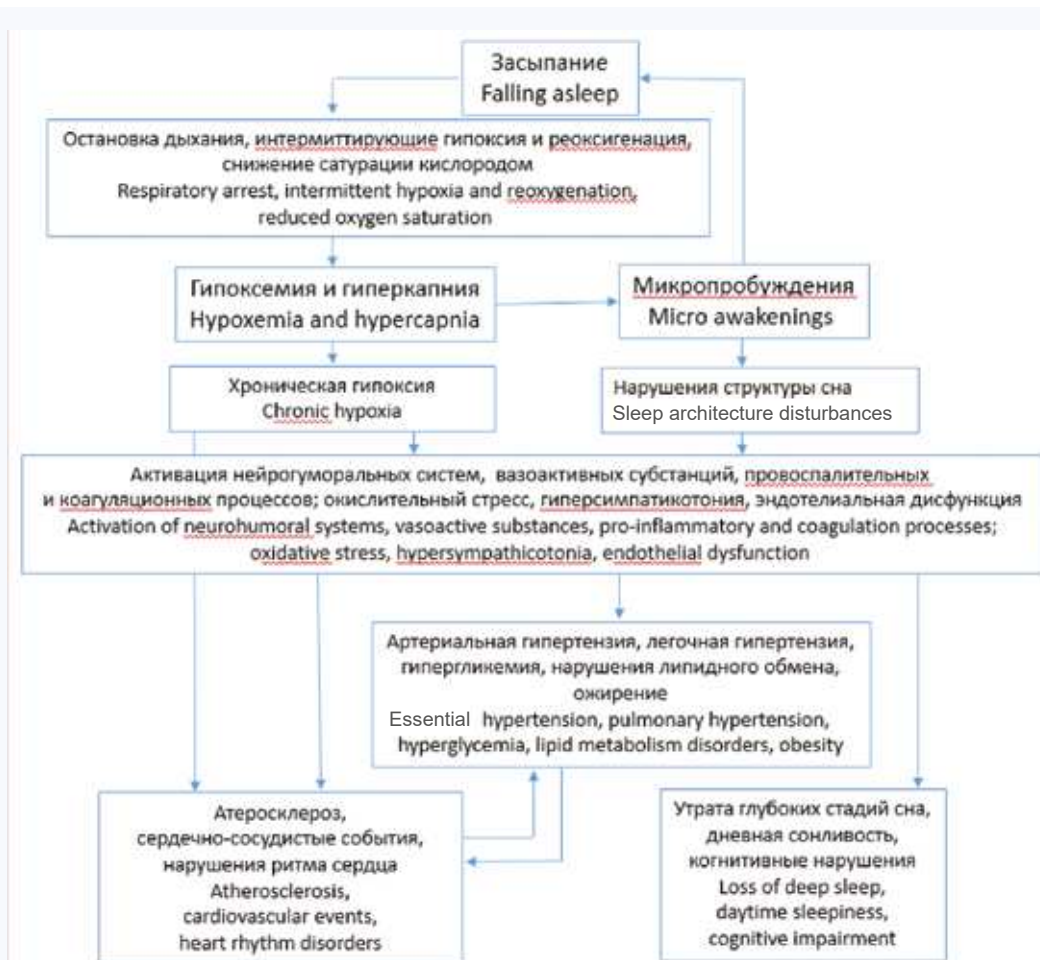 Засыпание
Falling asleep
Остановка дыхания, интермиттирующие гипоксия и реоксигенация,
снижение сатурации кислородом
Respiratory arrest, intermittent hypoxia and reoxygenation,
reduced oxygen saturation
Гипоксемия и гиперкапния
Hypoxemia and hypercapnia
Микропробуждения
Micro awakenings
Хроническая гипоксия
Chronic hypoxia
Нарушения структуры сна
Sleep architecture disturbances
Активация нейрогуморальных систем, вазоактивных субстанций, провоспалительных
и коагуляционных процессов; окислительный стресс, гиперсимпатикотония, эндотелиальная дисфункция
Activation of neurohumoral systems, vasoactive substances, pro-inflammatory and coagulation processes;
oxidative stress, hypersympathicotonia, endothelial dysfunction
Артериальная гипертензия, легочная гипертензия,
гипергликемия, нарушения липидного обмена,
ожирение
Essential hypertension, pulmonary hypertension,
hyperglycemia, lipid metabolism disorders, obesity
Атеросклероз,
сердечно-сосудистые события,
нарушения ритма сердца
Atherosclerosis,
cardiovascular events,
heart rhythm disorders
Утрата глубоких стадий сна,
дневная сонливость,
когнитивные нарушения
Loss of deep sleep,
daytime sleepiness,
cognitive impairment